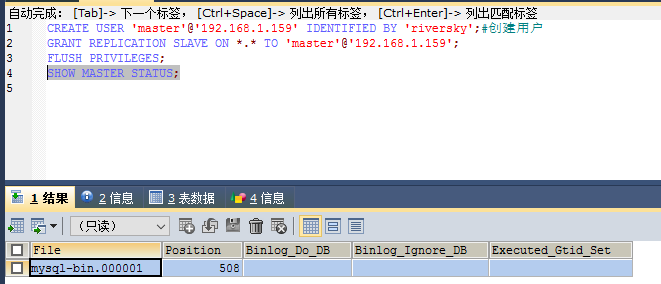 自动完成: [Tab]-> 下一个标签, [Ctrl+Space]-> 列出所有标签, [Ctrl+Enter]-> 列出匹配标签
1 CREATE USER 'master'@'192.168.1.159' IDENTIFIED BY 'riversky';#创建用户
2 GRANT REPLICATION SLAVE ON *.* TO 'master'@'192.168.1.159';
3 FLUSH PRIVILEGES;
4 SHOW MASTER STATUS;
5
1 结果 2 信息 3 表数据 4 信息
(只读)
File Position Binlog_Do_DB Binlog_Ignore_DB Executed_Gtid_Set
mysql-bin.000001 508